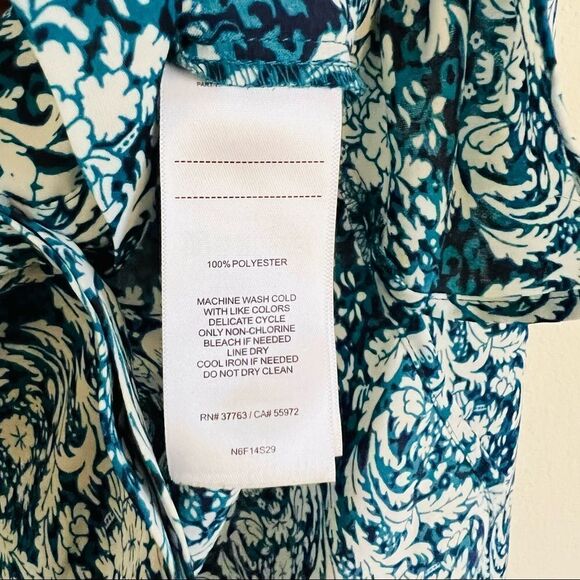 100% POLYESTER
MACHINE WASH COLD
WITH LIKE COLORS
DELICATE CYCLE
ONLY NON-CHLORINE
BLEACH IF NEEDED
LINE DRY
COOL IRON IF NEEDED
DO NOT DRY CLEAN
RN# 37763 / CA# 55972
N6F14S29